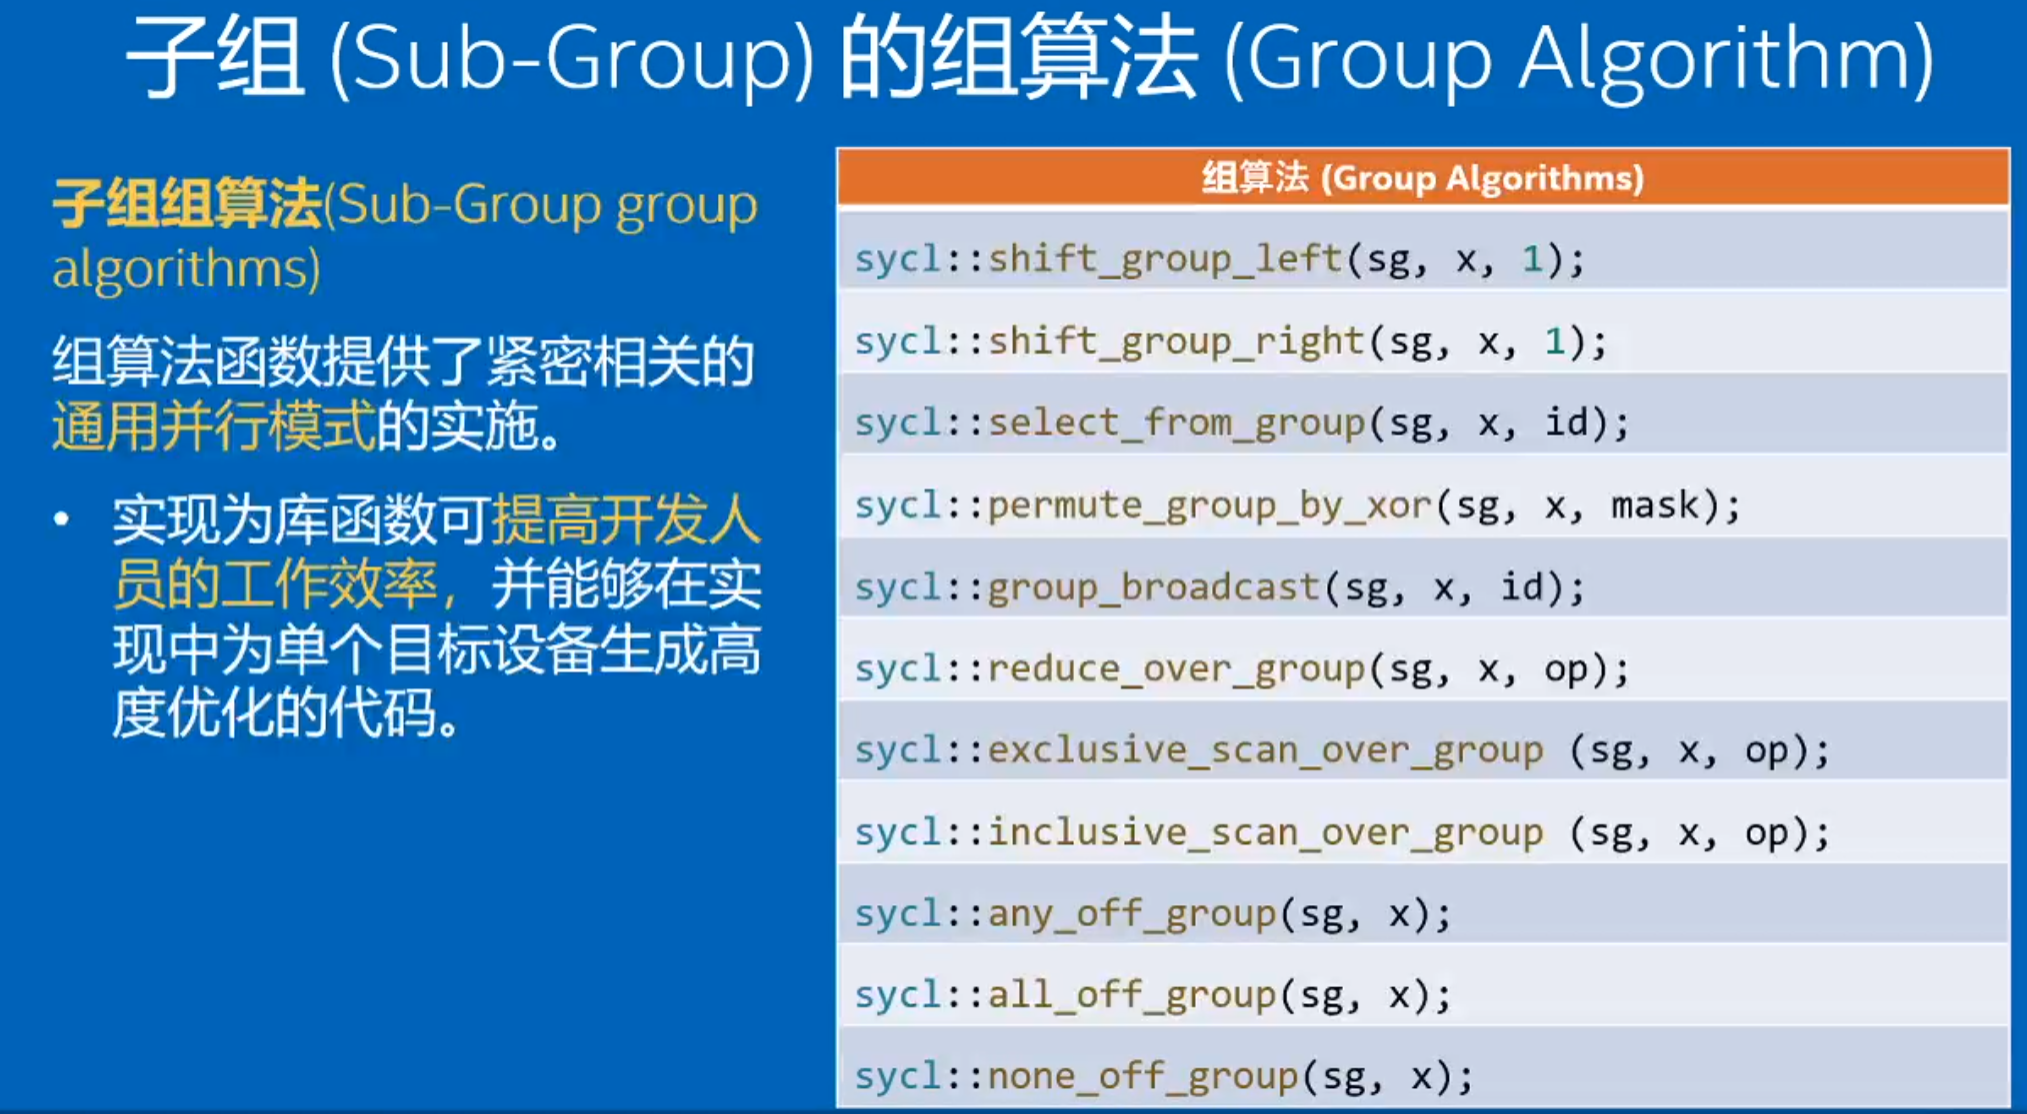 子组 (Sub-Group) 的组算法 (Group Algorithm)
子组组算法(Sub-Group group
algorithms)
组算法函数提供了紧密相关的
通用并行模式的实施。
• 实现为库函数可提高开发人
员的工作效率，并能够在实
现中为单个目标设备生成高
度优化的代码。
组算法 (Group Algorithms)
sycl::shift_group_left(sg, x, 1);
sycl::shift_group_right(sg, x, 1);
sycl::select_from_group(sg, x, id);
sycl::permute_group_by_xor(sg, x, mask);
sycl::group_broadcast(sg, x, id);
sycl::reduce_over_group(sg, x, op);
sycl::exclusive_scan_over_group (sg, x, op);
sycl::inclusive_scan_over_group (sg, x, op);
sycl::any_off_group(sg, x);
sycl::all_off_group(sg, x);
sycl::none_off_group(sg, x);